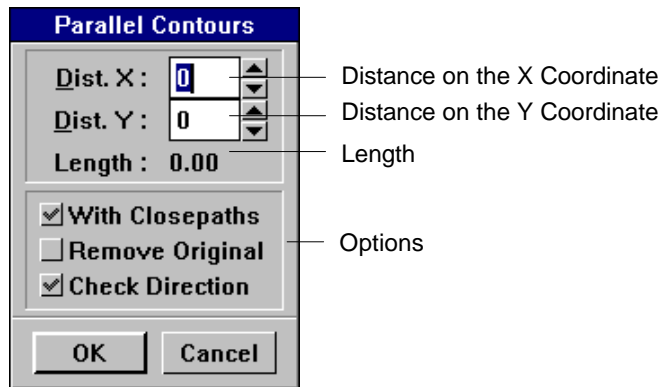 Parallel Contours
Dist. X : 0
Distance on the X Coordinate
Dist. Y : 0
Distance on the Y Coordinate
Length : 0.00
Length
With Closepaths
Remove Original
Options
Check Direction
OK Cancel